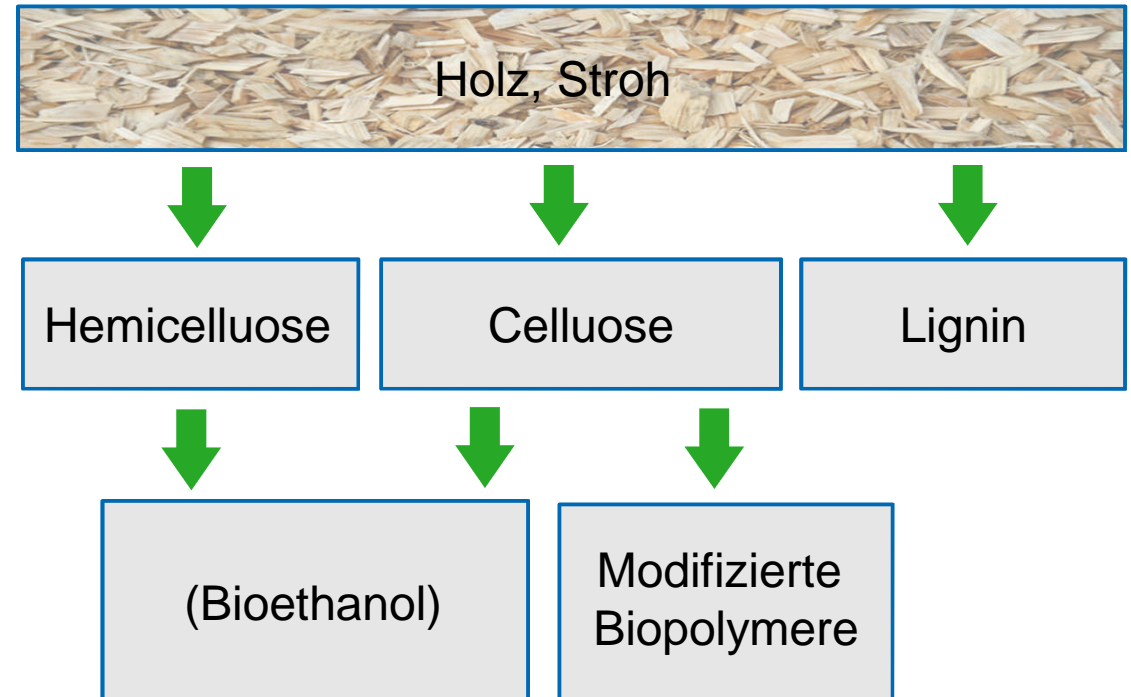 Holz, Stroh
Hemicelluose
Celluose
Lignin
(Bioethanol)
Modifizierte
Biopolymere